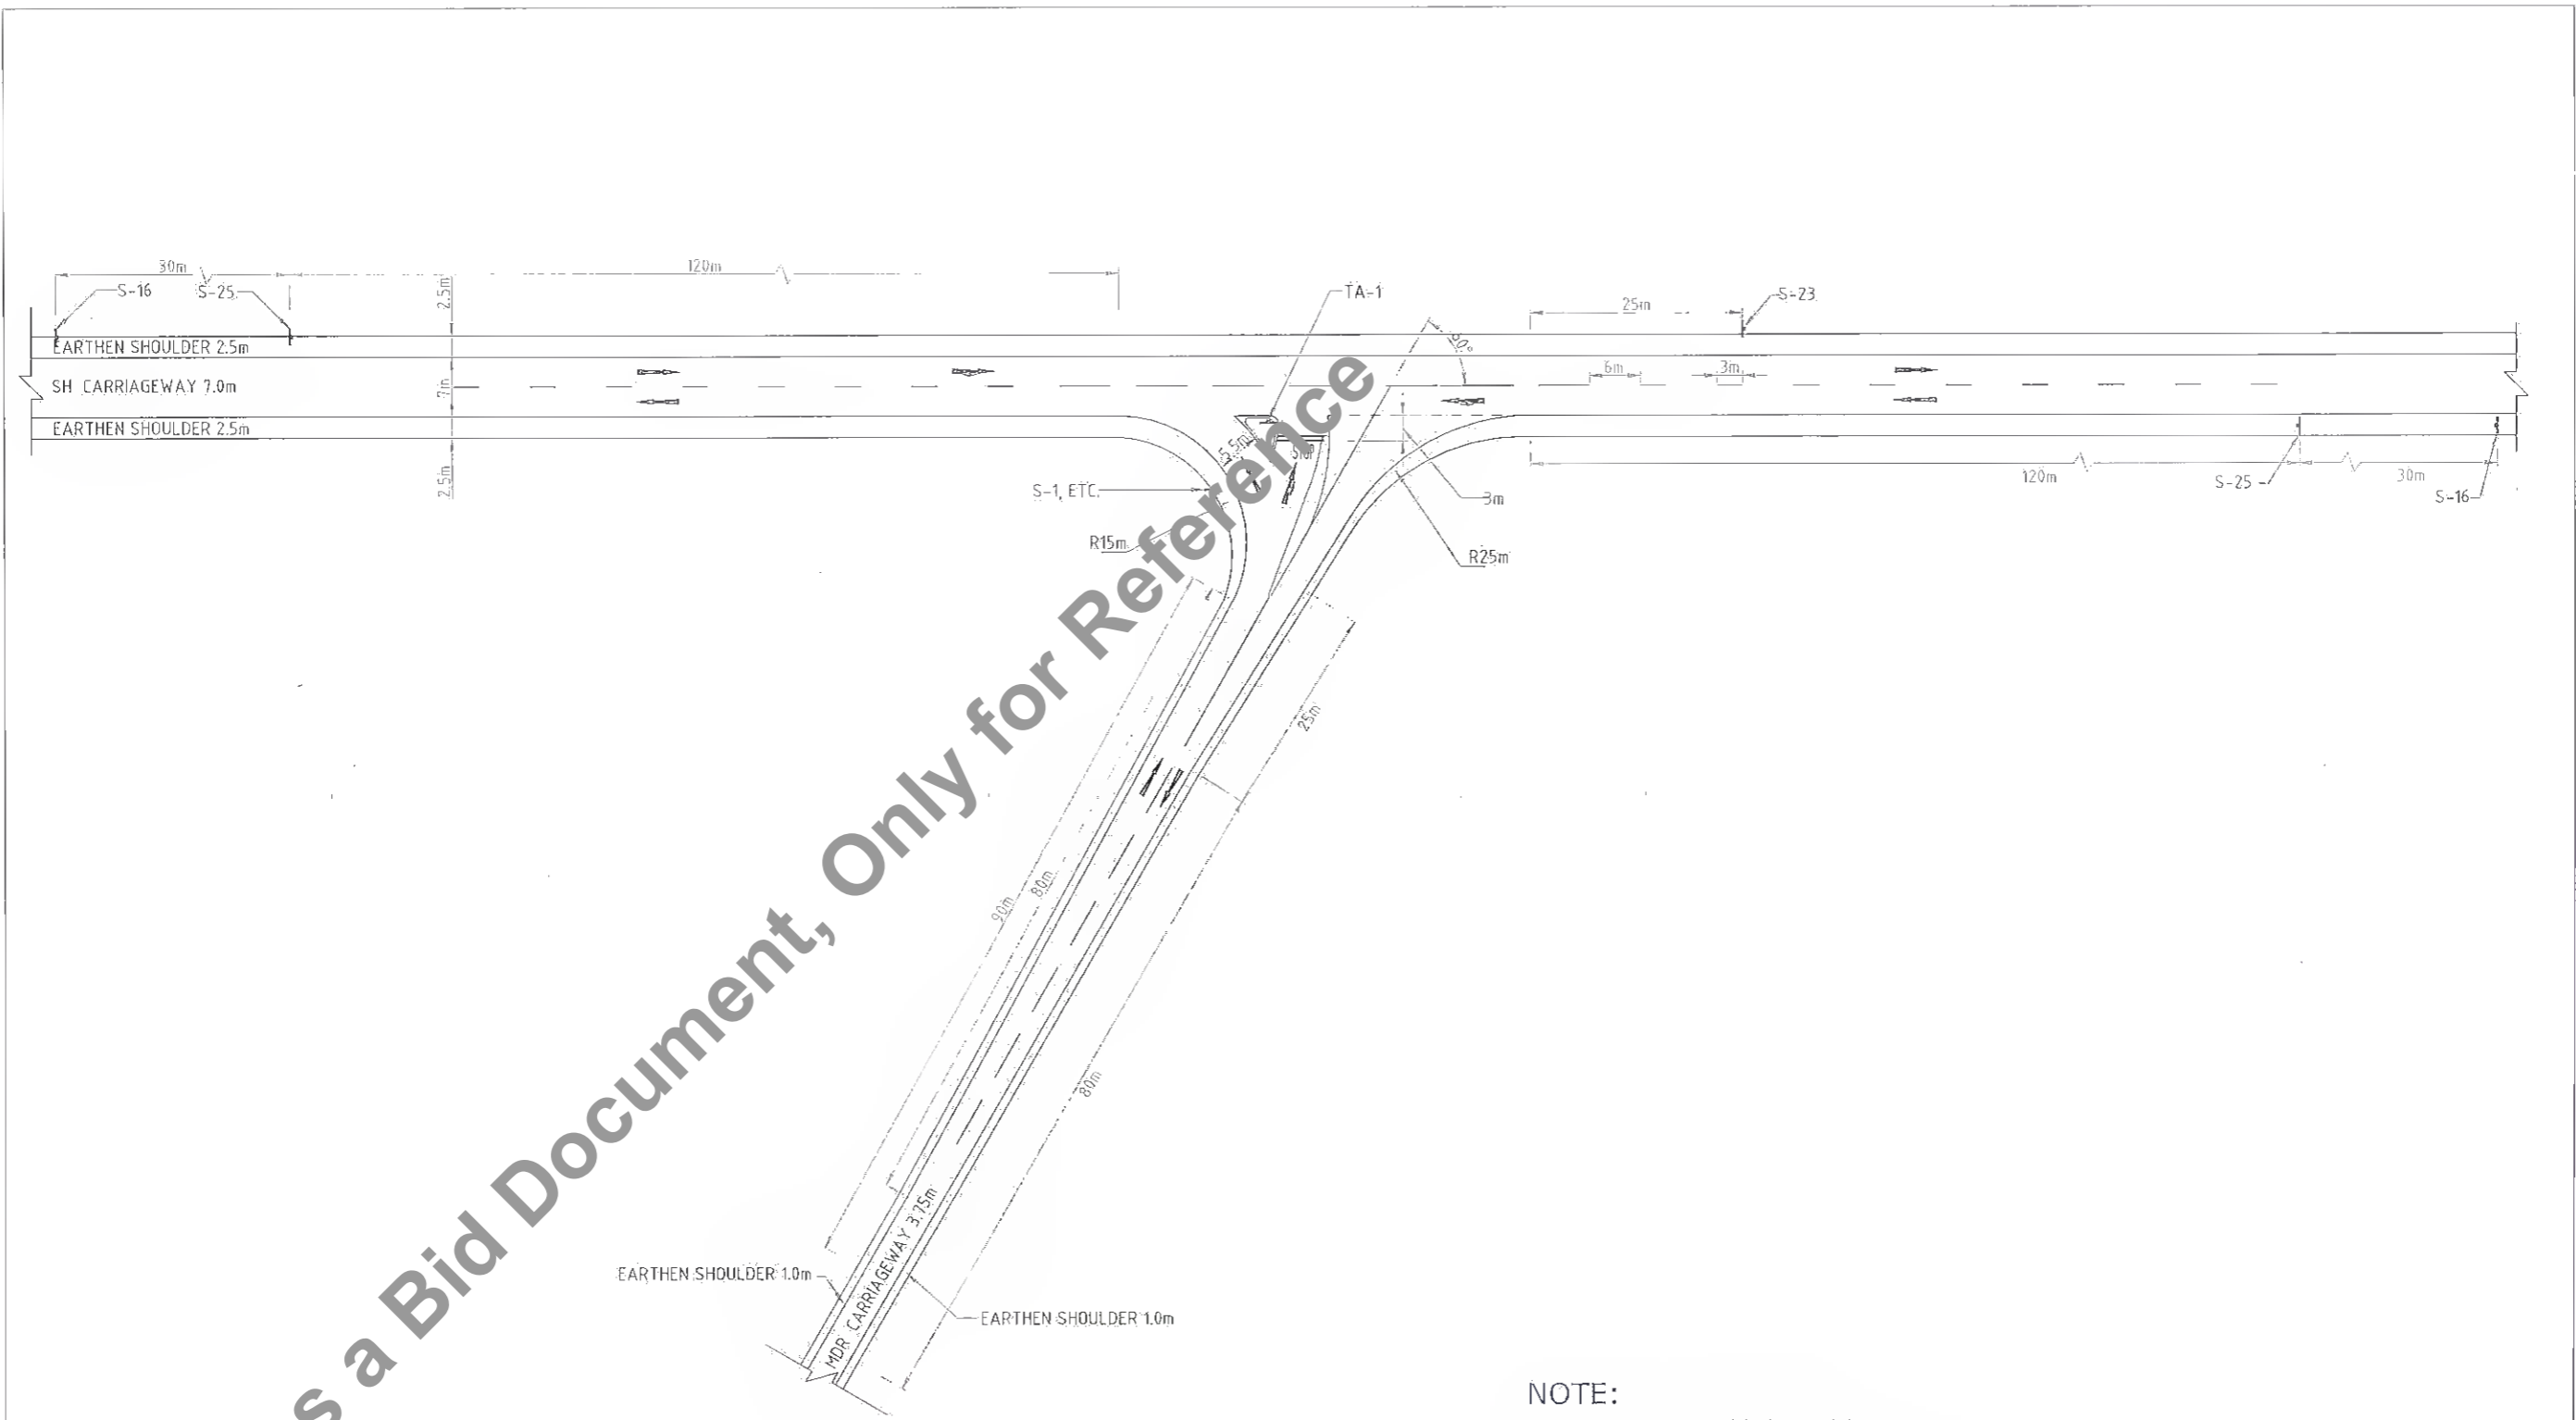 30m
120m
S-16
S-25
2.5m
TA-1
25m
S-23
EARTHEN SHOULDER 2.5m
60°
6m
3m
SH CARRIAGEWAY 7.0m
7m
EARTHEN SHOULDER 2.5m
5.5m
STOP
2.5m
S-1, ETC.
3m
120m
S-25
30m
S-16
R15m
R25m
25m
90m
80m
80m
MDR CARRIAGEWAY 3.75m
EARTHEN SHOULDER 1.0m
EARTHEN SHOULDER 1.0m
s a Bid Document, Only for Reference
NOTE: